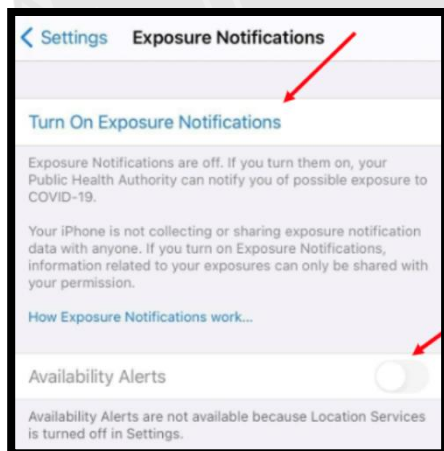 Settings Exposure Notifications
Turn On Exposure Notifications
Exposure Notifications are off. If you turn them on, your
Public Health Authority can notify you of possible exposure to
COVID-19.
Your iPhone is not collecting or sharing exposure notification
data with anyone. If you turn on Exposure Notifications,
information related to your exposures can only be shared with
your permission.
How Exposure Notifications work...
Availability Alerts
Availability Alerts are not available because Location Services
is turned off in Settings.